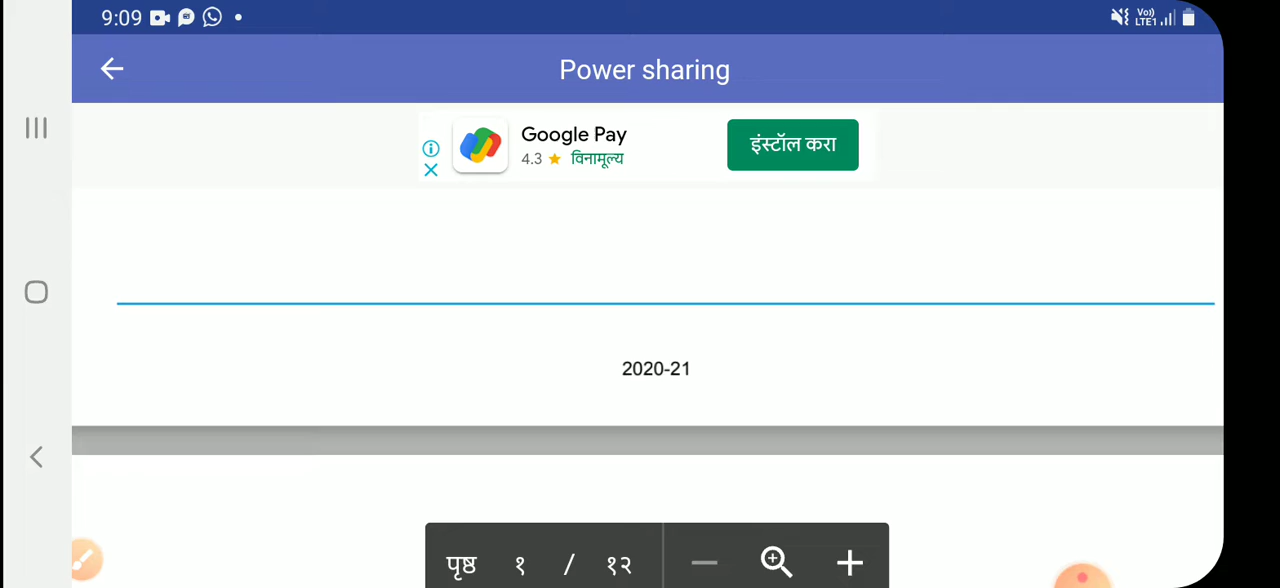 9:09
Vo))
LTE1
Power sharing
Google Pay
4.3 ★ विनामूल्य
इंस्टॉल करा
2020-21
पृष्ठ १ / १२